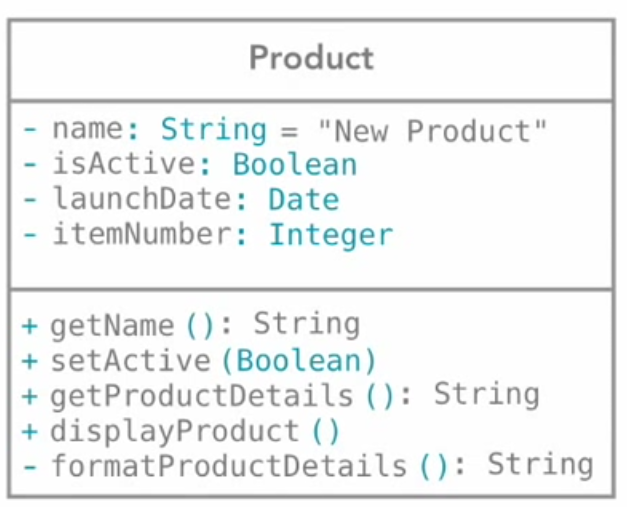 Product
- name: String = "New Product"
- isActive: Boolean
- launchDate: Date
- itemNumber: Integer
+ getName (): String
+ setActive (Boolean)
+ getProductDetails (): String
+ displayProduct ()
- formatProductDetails (): String